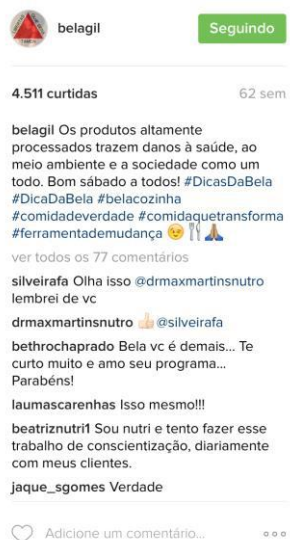 belagil
Seguindo
4.511 curtidas
62 sem
belagil Os produtos altamente
processados trazem danos à saúde, ao
meio ambiente e a sociedade como um
todo. Bom sábado a todos! #DicasDaBela
#DicaDaBela #belacozinha
#comidadeverdade #comidaquetransforma
#ferramentademudança 😉🍴🙏🏽
ver todos os 77 comentários
silveirafa Olha isso @drmaxmartinsnutro
lembrei de vc
drmaxmartinsnutro 👍🏻@silveirafa
bethrochaprado Bela vc é demais... Te
curto muito e amo seu programa...
Parabéns!
laumascarenhas Isso mesmo!!!
beatriznutri1 Sou nutri e tento fazer esse
trabalho de conscientização, diariamente
com meus clientes.
jaque_sgomes Verdade
Adicione um comentário...